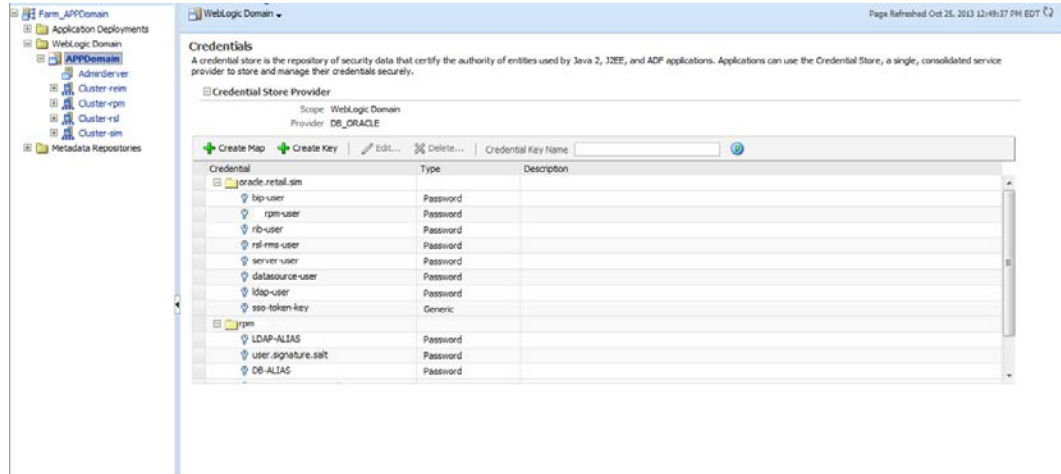 Farm_APPDomain
Application Deployments
WebLogic Domain
APPDomain
AdminServer
Cluster-reim
Cluster-rpm
Cluster-rsl
Cluster-sim
Metadata Repositories
WebLogic Domain
Page Refreshed Oct 25, 2013 12:49:37 PM EDT
Credentials
A credential store is the repository of security data that certify the authority of entities used by Java 2, J2EE, and ADF applications. Applications can use the Credential Store, a single, consolidated service
provider to store and manage their credentials securely.
Credential Store Provider
Scope WebLogic Domain
Provider DB_ORACLE
Create Map Create Key Edit... Delete... Credential Key Name
Credential Type Description
oracle.retail.sim
bip-user Password
rpm-user Password
rib-user Password
rsl-rms-user Password
server-user Password
datasource-user Password
ldap-user Password
sso-token-key Generic
rpm
LDAP-ALIAS Password
user.signature.salt Password
DB-ALIAS Password